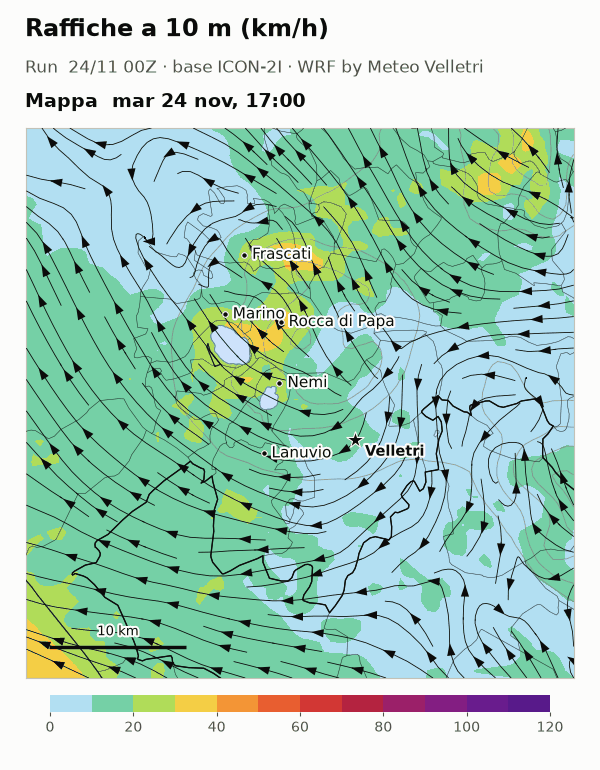 Raffiche a 10 m (km/h)
Run  24/11 00Z · base ICON-2I · WRF by Meteo Velletri
Mappa  mar 24 nov, 17:00
Frascati
Marino
Rocca di Papa
Nemi
Velletri
Lanuvio
10 km
0 20 40 60 80 100 120